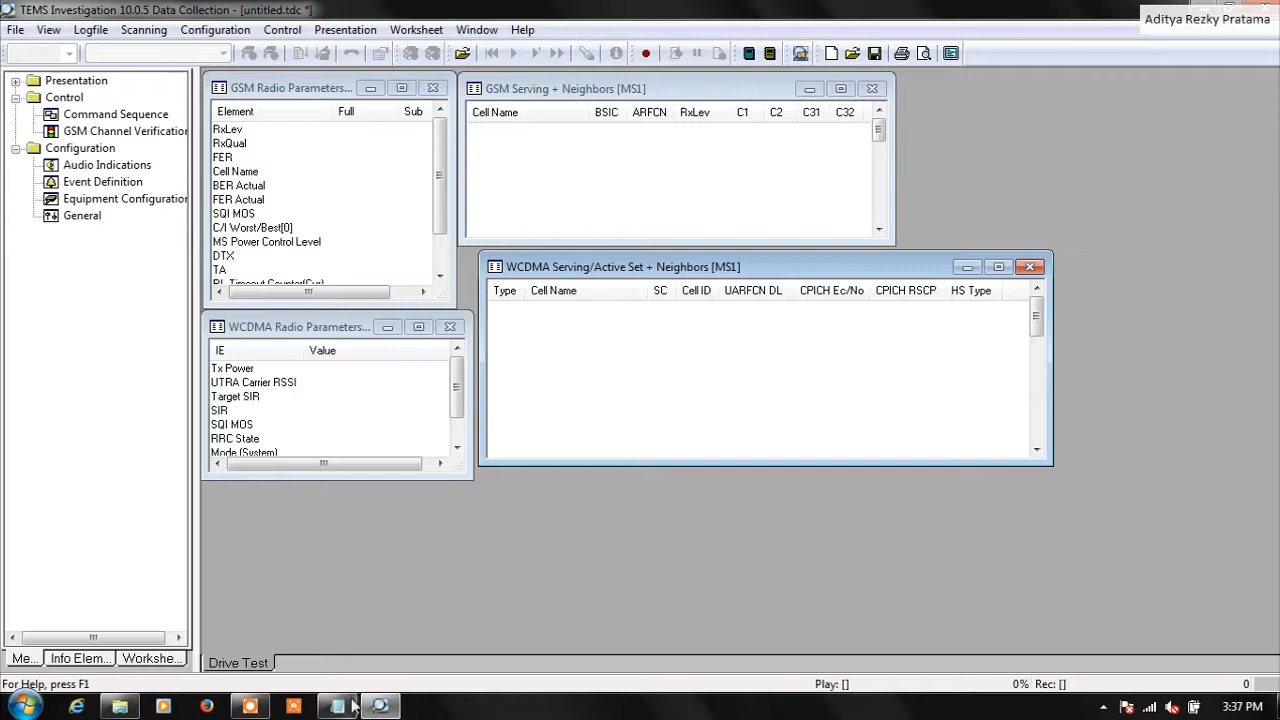 TEMS Investigation 10.0.5 Data Collection - [untitled.tdc *]
Aditya Rezky Pratama
File View Logfile Scanning Configuration Control Presentation Worksheet Window Help
Presentation
Control
Command Sequence
GSM Channel Verificatio
Configuration
Audio Indications
Event Definition
Equipment Configuratio
General
GSM Radio Parameters...
Element Full Sub
RxLev
RxQual
FER
Cell Name
BER Actual
FER Actual
SQI MOS
C/I Worst/Best[0]
MS Power Control Level
DTX
TA
RL Timeout Counter(Cur)
GSM Serving + Neighbors [MS1]
Cell Name BSIC ARFCN RxLev C1 C2 C31 C32
WCDMA Serving/Active Set + Neighbors [MS1]
Type Cell Name SC Cell ID UARFCN DL CPICH Ec/No CPICH RSCP HS Type
WCDMA Radio Parameters...
IE Value
Tx Power
UTRA Carrier RSSI
Target SIR
SIR
SQI MOS
RRC State
Mode (System)
Me... Info Elem... Workshe...
Drive Test
For Help, press F1
Play: [] 0% Rec: [] 0
3:37 PM